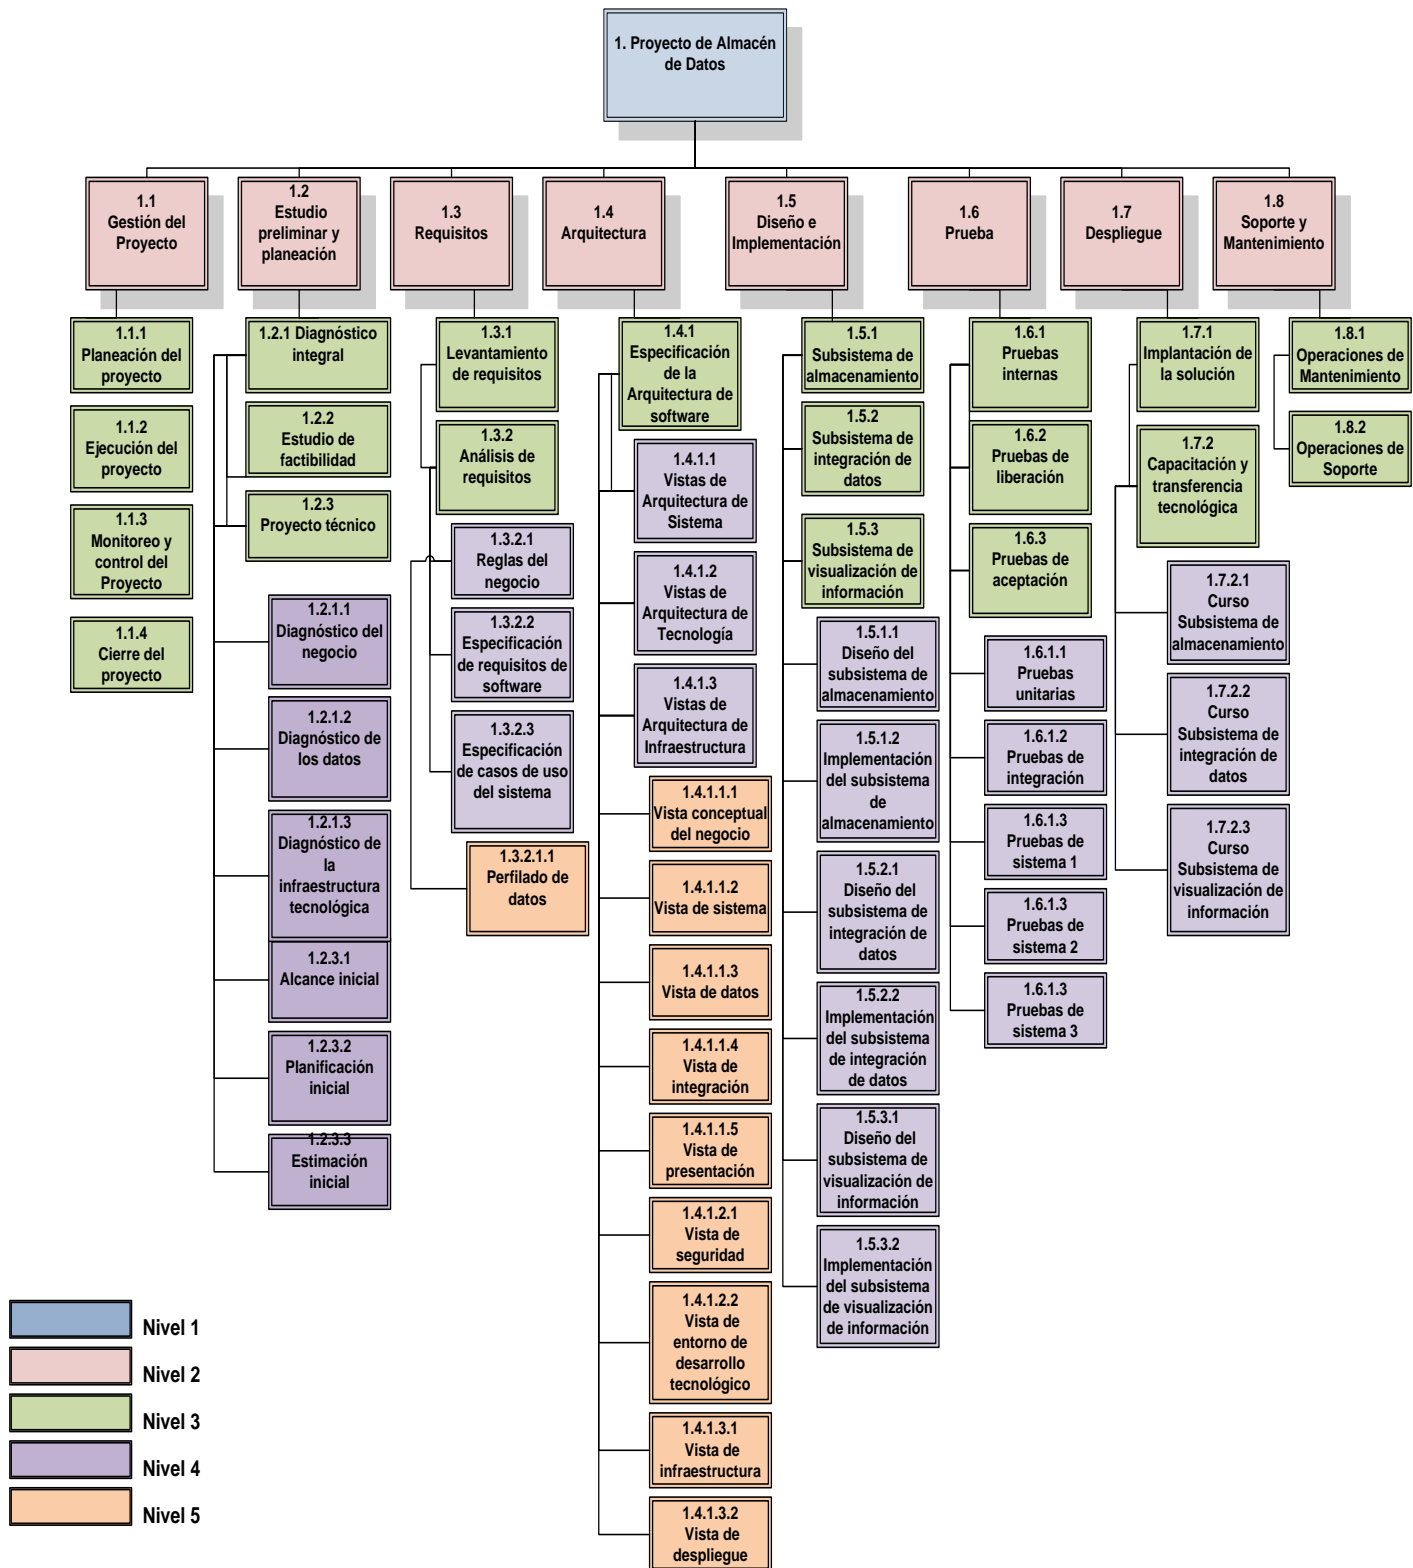 1. Proyecto de Almacén
de Datos
1.1
Gestión del
Proyecto
1.2
Estudio
preliminar y
planeación
1.3
Requisitos
1.4
Arquitectura
1.5
Diseño e
Implementación
1.6
Prueba
1.7
Despliegue
1.8
Soporte y
Mantenimiento
1.1.1
Planeación del
proyecto
1.1.2
Ejecución del
proyecto
1.1.3
Monitoreo y
control del
Proyecto
1.1.4
Cierre del
proyecto
1.2.1 Diagnóstico
integral
1.2.2
Estudio de
factibilidad
1.2.3
Proyecto técnico
1.2.1.1
Diagnóstico del
negocio
1.2.1.2
Diagnóstico de
los datos
1.2.1.3
Diagnóstico de
la
infraestructura
tecnológica
1.2.3.1
Alcance inicial
1.2.3.2
Planificación
inicial
1.2.3.3
Estimación
inicial
1.3.1
Levantamiento
de requisitos
1.3.2
Análisis de
requisitos
1.3.2.1
Reglas del
negocio
1.3.2.2
Especificación
de requisitos de
software
1.3.2.3
Especificación
de casos de uso
del sistema
1.3.2.1.1
Perfilado de
datos
1.4.1
Especificación
de la
Arquitectura de
software
1.4.1.1
Vistas de
Arquitectura de
Sistema
1.4.1.2
Vistas de
Arquitectura de
Tecnología
1.4.1.3
Vistas de
Arquitectura de
Infraestructura
1.4.1.1.1
Vista conceptual
del negocio
1.4.1.1.2
Vista de sistema
1.4.1.1.3
Vista de datos
1.4.1.1.4
Vista de
integración
1.4.1.1.5
Vista de
presentación
1.4.1.2.1
Vista de
seguridad
1.4.1.2.2
Vista de
entorno de
desarrollo
tecnológico
1.4.1.3.1
Vista de
infraestructura
1.4.1.3.2
Vista de
despliegue
1.5.1
Subsistema de
almacenamiento
1.5.2
Subsistema de
integración de
datos
1.5.3
Subsistema de
visualización de
información
1.5.1.1
Diseño del
subsistema de
almacenamiento
1.5.1.2
Implementación
del subsistema
de
almacenamiento
1.5.2.1
Diseño del
subsistema de
integración de
datos
1.5.2.2
Implementación
del subsistema
de integración
de datos
1.5.3.1
Diseño del
subsistema de
visualización de
información
1.5.3.2
Implementación
del subsistema
de visualización
de información
1.6.1
Pruebas
internas
1.6.2
Pruebas de
liberación
1.6.3
Pruebas de
aceptación
1.6.1.1
Pruebas
unitarias
1.6.1.2
Pruebas de
integración
1.6.1.3
Pruebas de
sistema 1
1.6.1.3
Pruebas de
sistema 2
1.6.1.3
Pruebas de
sistema 3
1.7.1
Implantación de
la solución
1.7.2
Capacitación y
transferencia
tecnológica
1.7.2.1
Curso
Subsistema de
almacenamiento
1.7.2.2
Curso
Subsistema de
integración de
datos
1.7.2.3
Curso
Subsistema de
visualización de
información
1.8.1
Operaciones de
Mantenimiento
1.8.2
Operaciones de
Soporte
Nivel 1
Nivel 2
Nivel 3
Nivel 4
Nivel 5